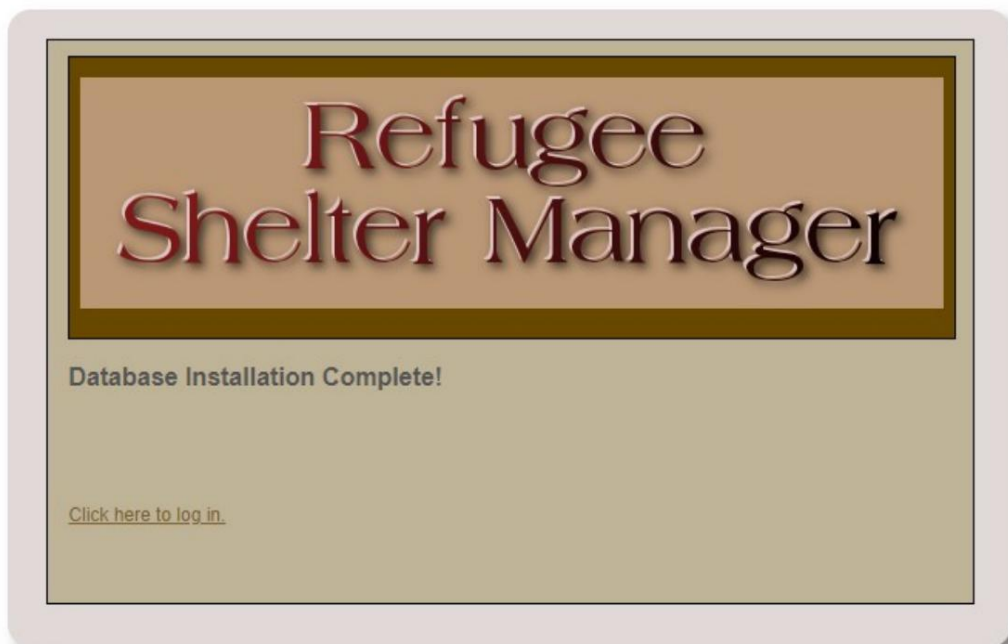 Refugee
Shelter Manager
Database Installation Complete!
Click here to log in.